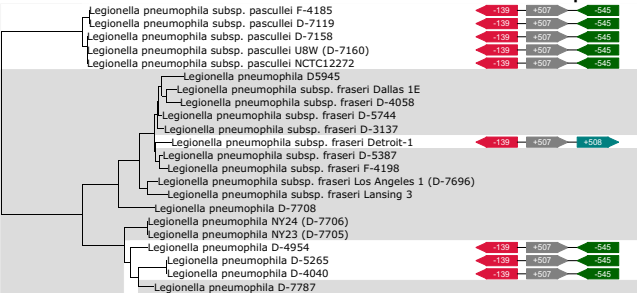 Legionella pneumophila subsp. pascullei F-4185 -139 +507 -545
Legionella pneumophila subsp. pascullei D-7119 -139 +507 -545
Legionella pneumophila subsp. pascullei D-7158 -139 +507 -545
Legionella pneumophila subsp. pascullei U8W (D-7160) -139 +507 -545
Legionella pneumophila subsp. pascullei NCTC12272 -139 +507 -545
Legionella pneumophila D5945
Legionella pneumophila subsp. fraseri Dallas 1E
Legionella pneumophila subsp. fraseri D-4058
Legionella pneumophila subsp. fraseri D-5744
Legionella pneumophila subsp. fraseri D-3137
Legionella pneumophila subsp. fraseri Detroit-1 -139 +507 +508
Legionella pneumophila subsp. fraseri D-5387
Legionella pneumophila subsp. fraseri F-4198
Legionella pneumophila subsp. fraseri Los Angeles 1 (D-7696)
Legionella pneumophila subsp. fraseri Lansing 3
Legionella pneumophila D-7708
Legionella pneumophila NY24 (D-7706)
Legionella pneumophila NY23 (D-7705)
Legionella pneumophila D-4954 -139 +507 -545
Legionella pneumophila D-5265 -139 +507 -545
Legionella pneumophila D-4040 -139 +507 -545
Legionella pneumophila D-7787